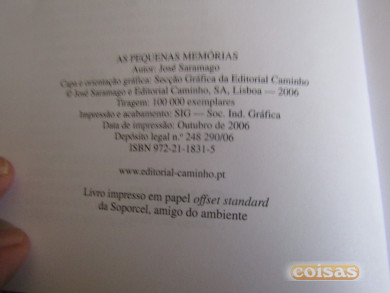 AS PEQUENAS MEMÓRIAS
Autor: José Saramago
Capa e orientação gráfica: Secção Gráfica da Editorial Caminho
© José Saramago e Editorial Caminho, SA, Lisboa — 2006
Tiragem: 100 000 exemplares
Impressão e acabamento: SIG — Soc. Ind. Gráfica
Data de impressão: Outubro de 2006
Depósito legal n.º 248 290/06
ISBN 972-21-1831-5
www.editorial-caminho.pt
Livro impresso em papel offset standard
da Soporcel, amigo do ambiente
coisas